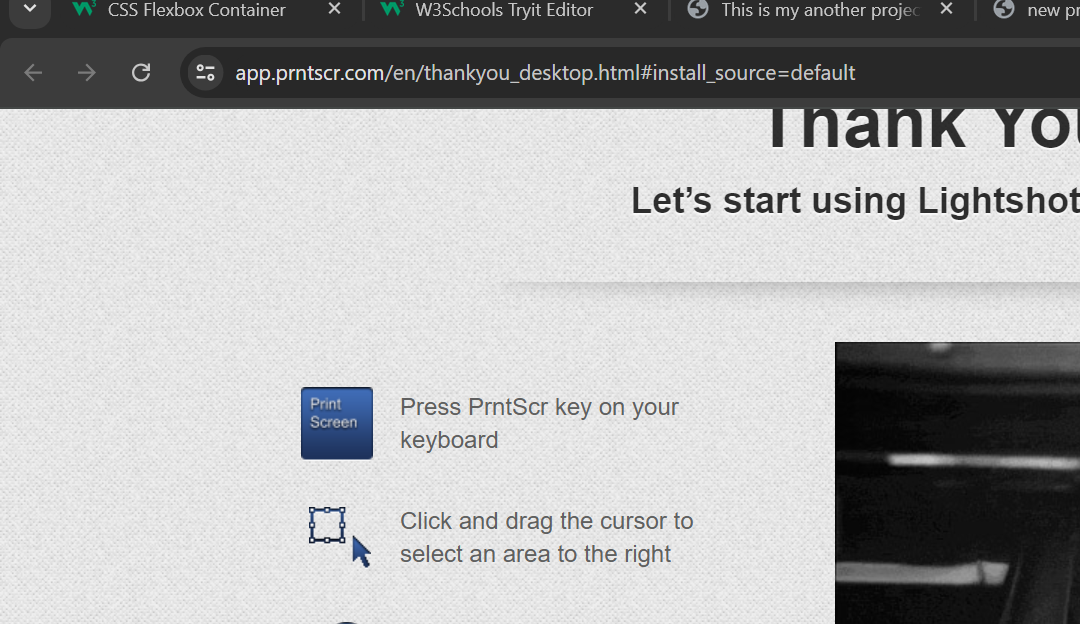 CSS Flexbox Container
W3Schools Tryit Editor
This is my another projec
new pr
app.prntscr.com/en/thankyou_desktop.html#install_source=default
Thank You
Let’s start using Lightshot
Print
Screen
Press PrntScr key on your
keyboard
Click and drag the cursor to
select an area to the right